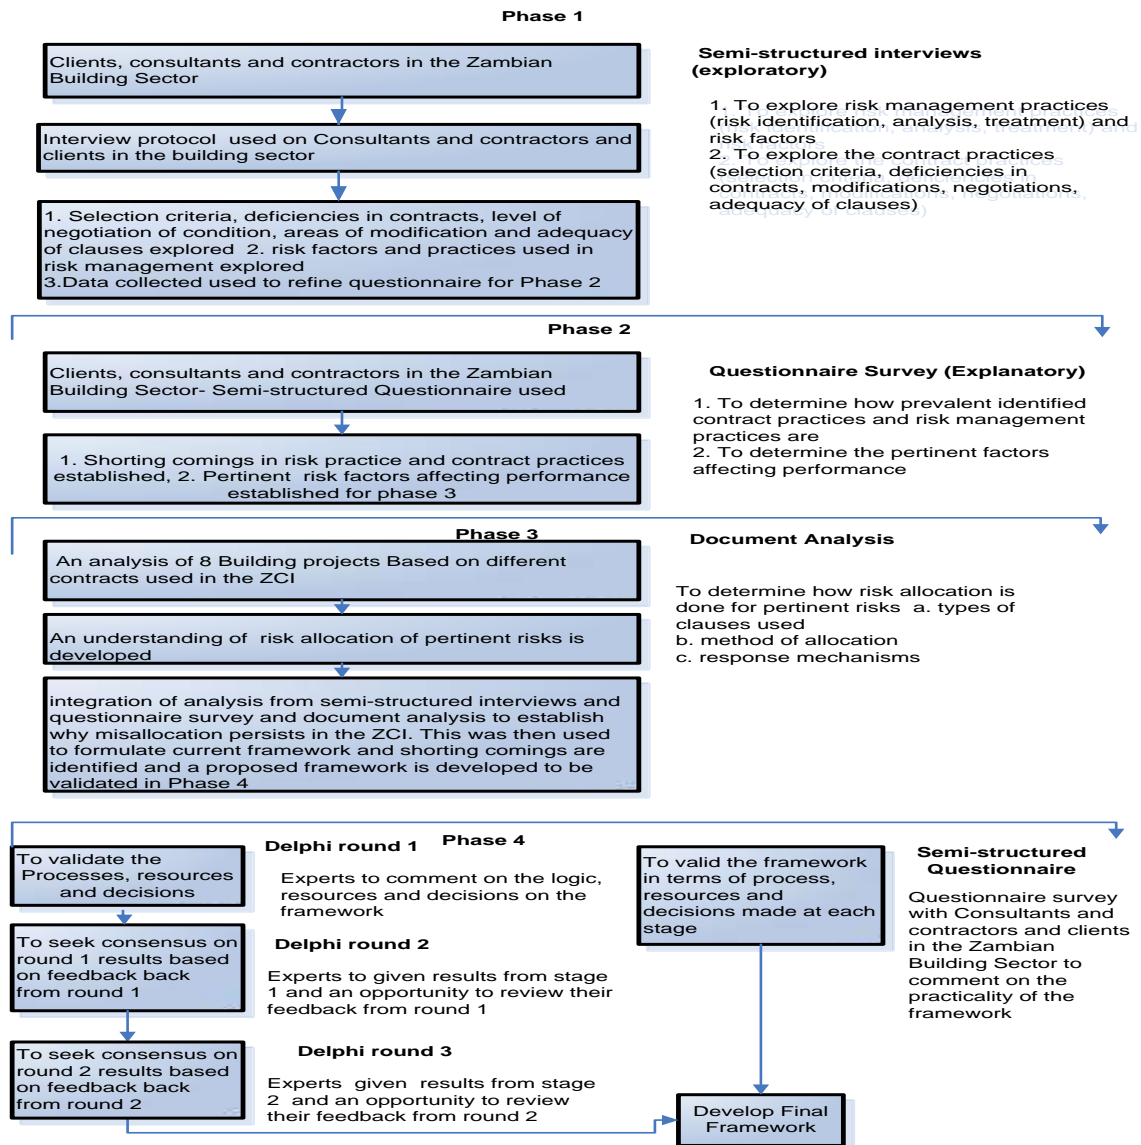 Phase 1
Clients, consultants and contractors in the Zambian
Building Sector
Interview protocol used on Consultants and contractors and
clients in the building sector
1. Selection criteria, deficiencies in contracts, level of
negotiation of condition, areas of modification and adequacy
of clauses explored 2. risk factors and practices used in
risk management explored
3.Data collected used to refine questionnaire for Phase 2
Semi-structured interviews
(exploratory)
1. To explore risk management practices
(risk identification, analysis, treatment) and
risk factors
2. To explore the contract practices
(selection criteria, deficiencies in
contracts, modifications, negotiations,
adequacy of clauses)
Phase 2
Clients, consultants and contractors in the Zambian
Building Sector- Semi-structured Questionnaire used
1. Shorting comings in risk practice and contract practices
established, 2. Pertinent risk factors affecting performance
established for phase 3
Questionnaire Survey (Explanatory)
1. To determine how prevalent identified
contract practices and risk management
practices are
2. To determine the pertinent factors
affecting performance
Phase 3
An analysis of 8 Building projects Based on different
contracts used in the ZCI
An understanding of risk allocation of pertinent risks is
developed
integration of analysis from semi-structured interviews and
questionnaire survey and document analysis to establish
why misallocation persists in the ZCI. This was then used
to formulate current framework and shorting comings are
identified and a proposed framework is developed to be
validated in Phase 4
Document Analysis
To determine how risk allocation is
done for pertinent risks a. types of
clauses used
b. method of allocation
c. response mechanisms
Phase 4
To validate the
Processes, resources
and decisions
Delphi round 1
Experts to comment on the logic,
resources and decisions on the
framework
To seek consensus on
round 1 results based
on feedback back
from round 1
Delphi round 2
Experts to given results from stage
1 and an opportunity to review their
feedback from round 1
To seek consensus on
round 2 results based
on feedback back
from round 2
Delphi round 3
Experts given results from stage
2 and an opportunity to review
their feedback from round 2
To valid the framework
in terms of process,
resources and
decisions made at each
stage
Semi-structured
Questionnaire
Questionnaire survey
with Consultants and
contractors and clients
in the Zambian
Building Sector to
comment on the
practicality of the
framework
Develop Final
Framework